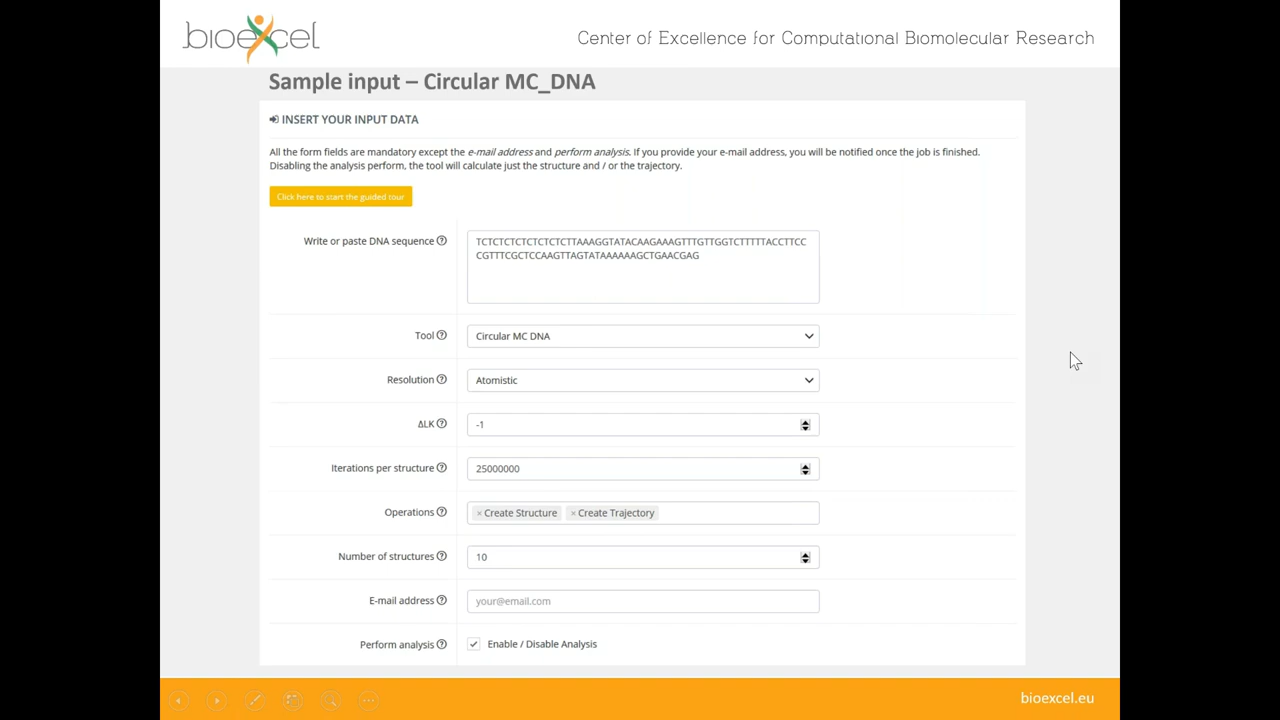 bioexcel
Center of Excellence for Computational Biomolecular Research
Sample input – Circular MC_DNA
INSERT YOUR INPUT DATA
All the form fields are mandatory except the e-mail address and perform analysis. If you provide your e-mail address, you will be notified once the job is finished.
Disabling the analysis perform, the tool will calculate just the structure and / or the trajectory.
Click here to start the guided tour
Write or paste DNA sequence
TCTCTCTCTCTCTCTCTTAAAGGTATACAAGAAAGTTTGTTGGTCTTTTTACCTTCC
CGTTTCGCTCCAAGTTAGTATAAAAAAGCTGAACGAG
Tool
Circular MC DNA
Resolution
Atomistic
ΔLK
-1
Iterations per structure
25000000
Operations
× Create Structure × Create Trajectory
Number of structures
10
E-mail address
your@email.com
Perform analysis
Enable / Disable Analysis
bioexcel.eu